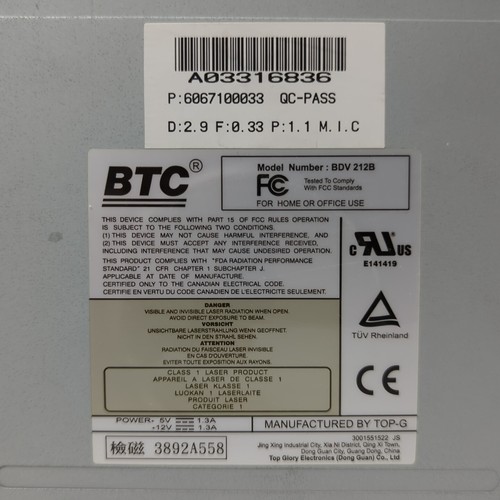 A03316836
P:6067100033 QC-PASS
D:2.9 F:0.33 P:1.1 M.I.C
BTC®
Model Number : BDV 212B
FC
Tested To Comply
With FCC Standards
FOR HOME OR OFFICE USE
THIS DEVICE COMPLIES WITH PART 15 OF FCC RULES OPERATION
IS SUBJECT TO THE FOLLOWING TWO CONDITIONS.
(1) THIS DEVICE MAY NOT CAUSE HARMFUL INTERFERENCE, AND
(2) THIS DEVICE MUST ACCEPT ANY INTERFERENCE RECEIVED,
INCLUDING INTERFERENCE THAT MAY CAUSE UNDESIRED OPERATION.
THIS PRODUCT COMPLIES WITH "FDA RADIATION PERFORMANCE
STANDARD" 21 CFR CHAPTER 1 SUBCHAPTER J.
APPLICABLE AT DATE OF MANUFACTURE.
CERTIFIED ONLY TO THE CANADIAN ELECTRICAL CODE.
CERTIFIE EN VERTU DU CODE CANADIEN DE L'ELECTRICITE SEULEMENT.
c RU US
E141419
DANGER
VISIBLE AND INVISIBLE LASER RADIATION WHEN OPEN.
AVOID DIRECT EXPOSURE TO BEAM.
VORSICHT
UNSICHTBARE LASERSTRAHLUNG WENN GEOFFNET
NICHT IN DEN STRAHL SEHEN.
ATTENTION
RADIATION DU FAISCEAU LASER INVISIBLE
EN CAS D'OUVERTURE.
EVITER TOUTE EXPOSITION AUX RAYONS.
TÜV Rheinland
CLASS 1 LASER PRODUCT
APPAREIL A LASER DE CLASSE 1
LASER KLASSE 1
LUOKAN 1 LASERLAITE
PRODUIT LASER
CATEGORIE 1
CE
POWER: 5V 1.3A
+12V 1.3A
MANUFACTURED BY TOP-G
檢磁 3892A558
3001551522 JS
Jing Xing Industrial City, Xia Ni District, Qing Xi Town,
Dong Guan City, Guang Dong, China
Top Glory Electronics (Dong Guan) Co., Ltd